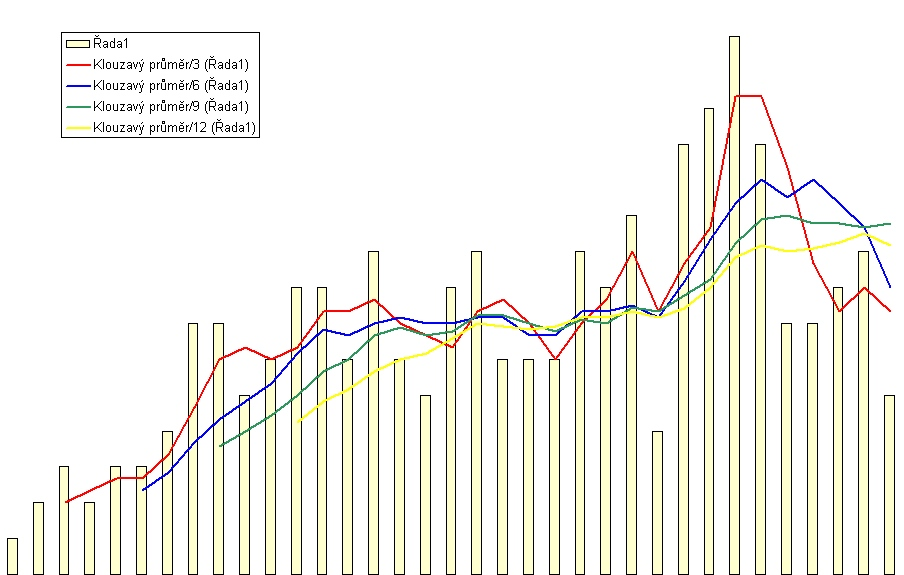 Řada1
Klouzavý průměr/3 (Řada1)
Klouzavý průměr/6 (Řada1)
Klouzavý průměr/9 (Řada1)
Klouzavý průměr/12 (Řada1)